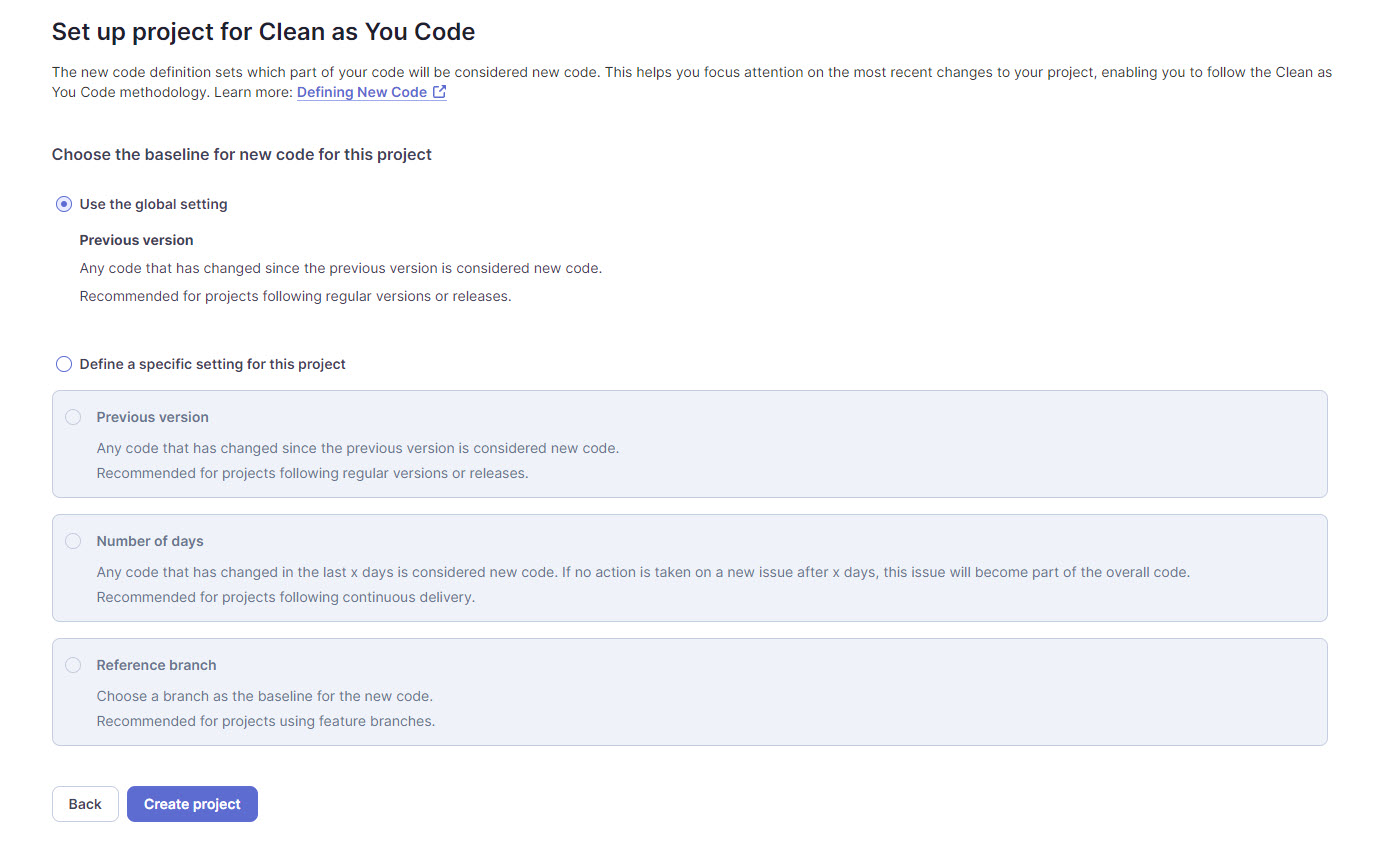 Set up project for Clean as You Code
The new code definition sets which part of your code will be considered new code. This helps you focus attention on the most recent changes to your project, enabling you to follow the Clean as
You Code methodology. Learn more: Defining New Code
Choose the baseline for new code for this project
Use the global setting
Previous version
Any code that has changed since the previous version is considered new code.
Recommended for projects following regular versions or releases.
Define a specific setting for this project
Previous version
Any code that has changed since the previous version is considered new code.
Recommended for projects following regular versions or releases.
Number of days
Any code that has changed in the last x days is considered new code. If no action is taken on a new issue after x days, this issue will become part of the overall code.
Recommended for projects following continuous delivery.
Reference branch
Choose a branch as the baseline for the new code.
Recommended for projects using feature branches.
Back
Create project